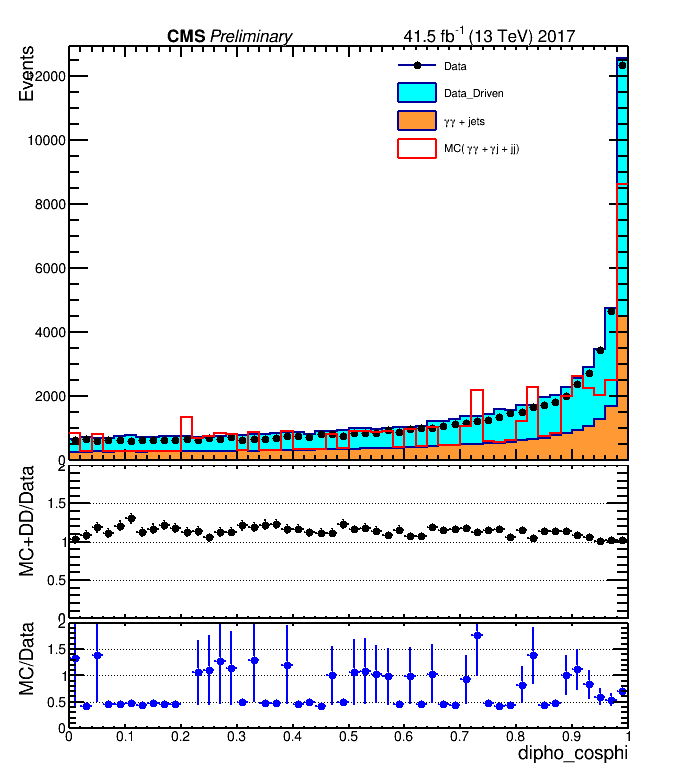 CMS Preliminary 41.5 fb-1 (13 TeV) 2017
Events
12000
10000
8000
6000
4000
2000
0
Data
Data_Driven
γγ + jets
MC( γγ + γj + jj)
MC+DD/Data
2
1.5
1
0.5
0
MC/Data
2
1.5
1
0.5
0
0 0.1 0.2 0.3 0.4 0.5 0.6 0.7 0.8 0.9 1
dipho_cosphi